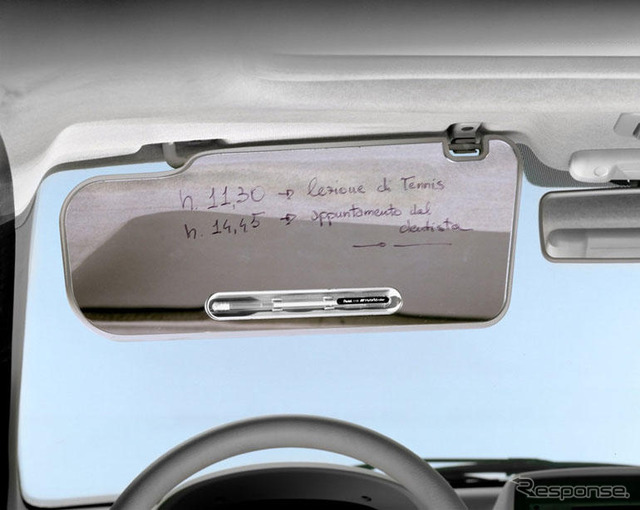 h. 11,30 → lezione di Tennis
h. 14,45 → appuntamento dal
dentista
Response.